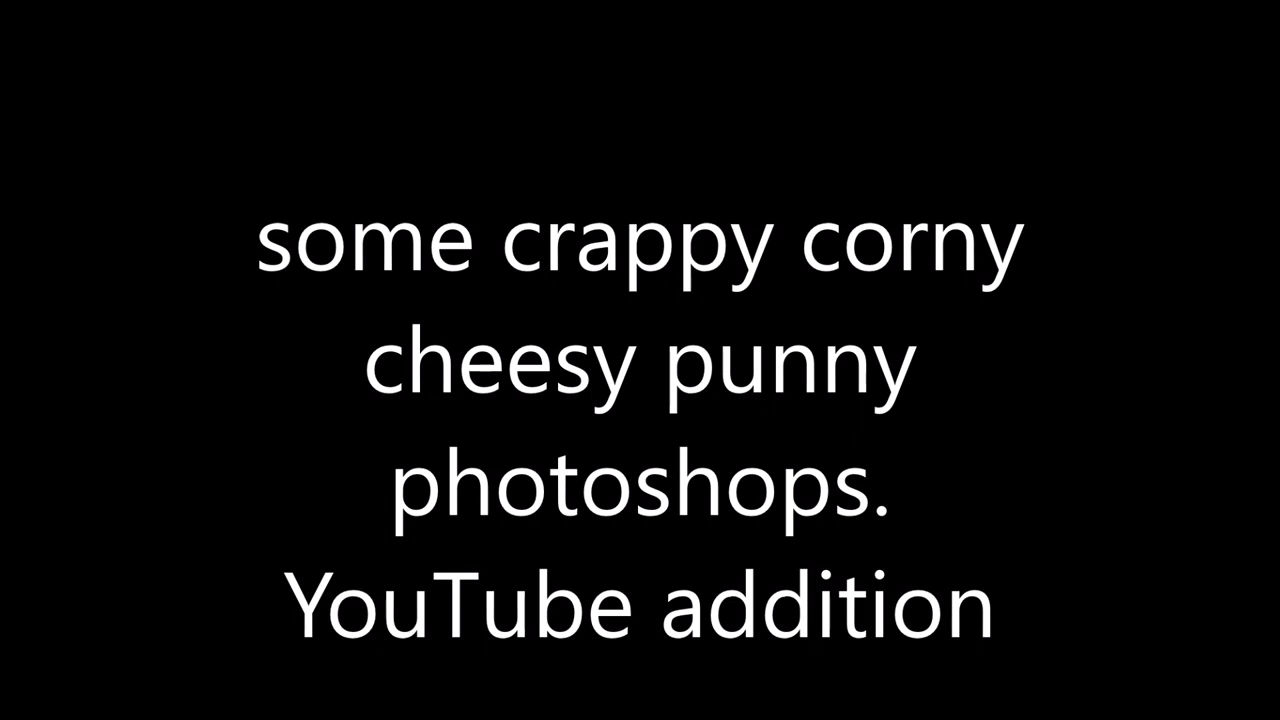 some crappy corny
cheesy punny
photoshops.
YouTube addition